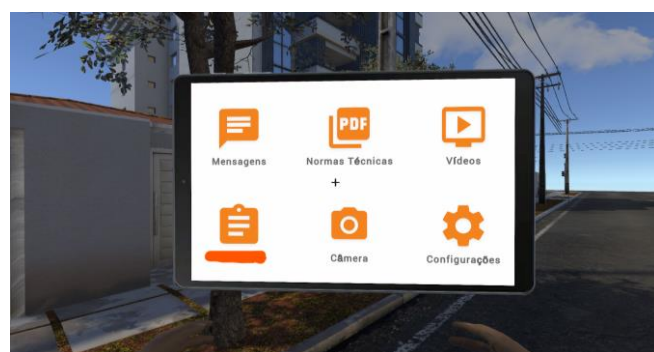 Mensagens
PDF
Normas Técnicas
Vídeos
Câmera
Configurações